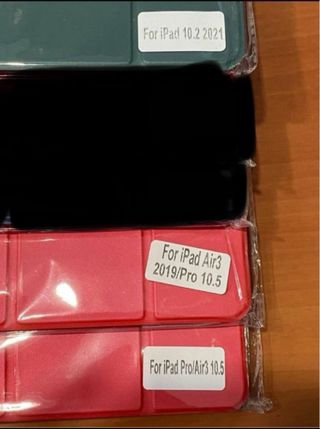 For iPad 10.2 2021
For iPad Air3
2019/Pro 10.5
For iPad Pro/Air3 10.5